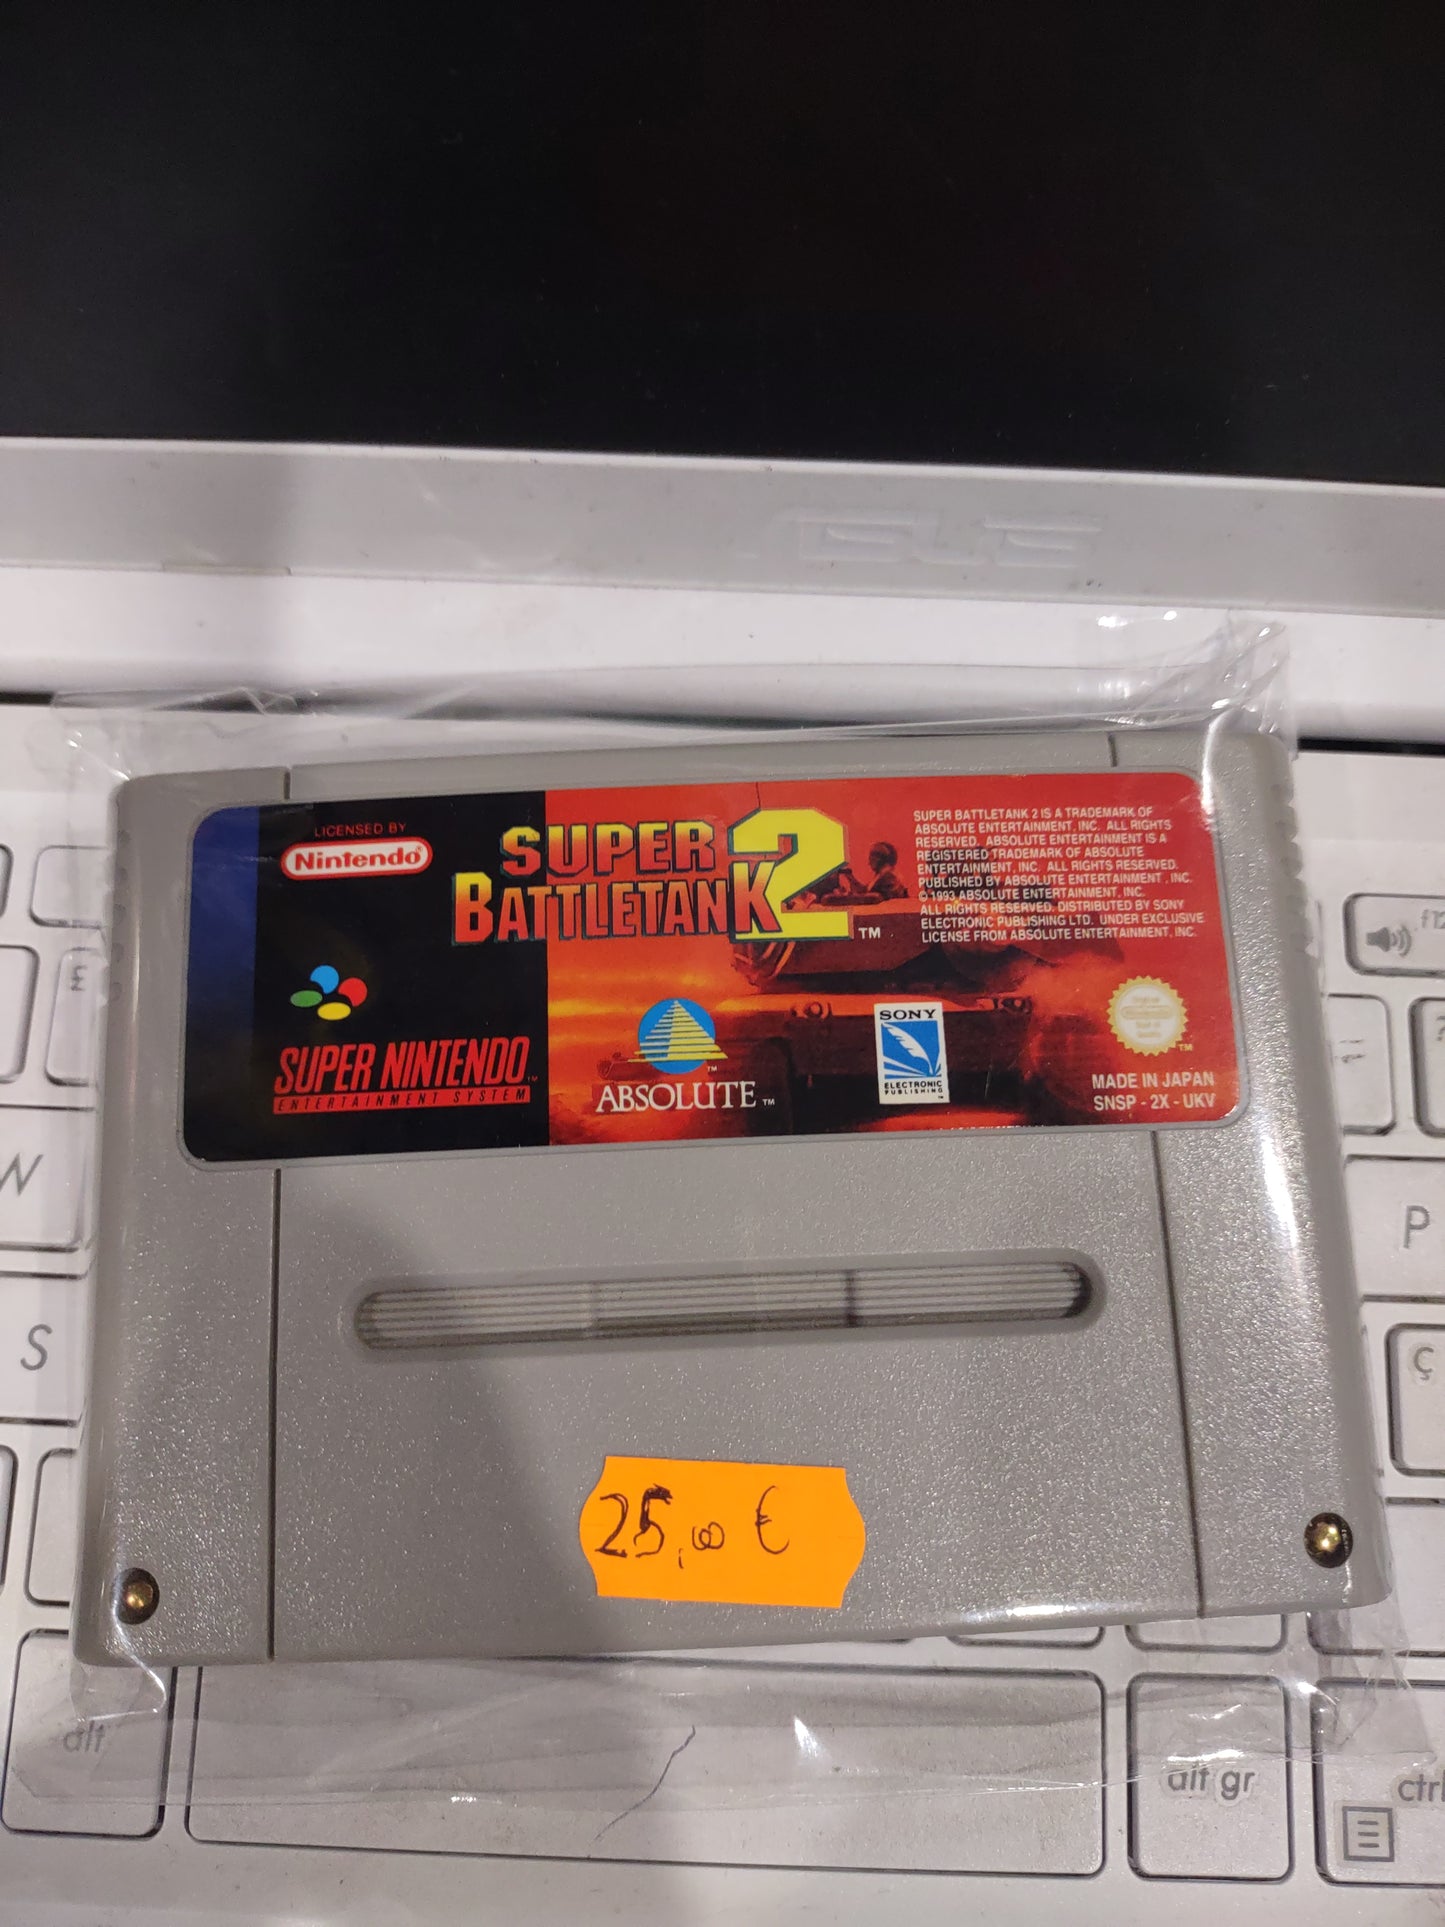 ASUS
LICENSED BY
Nintendo
SUPER
BATTLETANK 2 ™
SUPER BATTLETANK 2 IS A TRADEMARK OF
ABSOLUTE ENTERTAINMENT, INC. ALL RIGHTS
RESERVED. ABSOLUTE ENTERTAINMENT IS A
REGISTERED TRADEMARK OF ABSOLUTE
ENTERTAINMENT, INC. ALL RIGHTS RESERVED.
PUBLISHED BY ABSOLUTE ENTERTAINMENT, INC.
© 1993 ABSOLUTE ENTERTAINMENT, INC.
ALL RIGHTS RESERVED. DISTRIBUTED BY SONY
ELECTRONIC PUBLISHING LTD. UNDER EXCLUSIVE
LICENSE FROM ABSOLUTE ENTERTAINMENT, INC.
SUPER NINTENDO ™
ENTERTAINMENT SYSTEM
ABSOLUTE ™
SONY
ELECTRONIC
PUBLISHING
™
MADE IN JAPAN
SNSP - 2X - UKV
25,00 €
W
P
S
Ç
alt
alt gr
ctrl